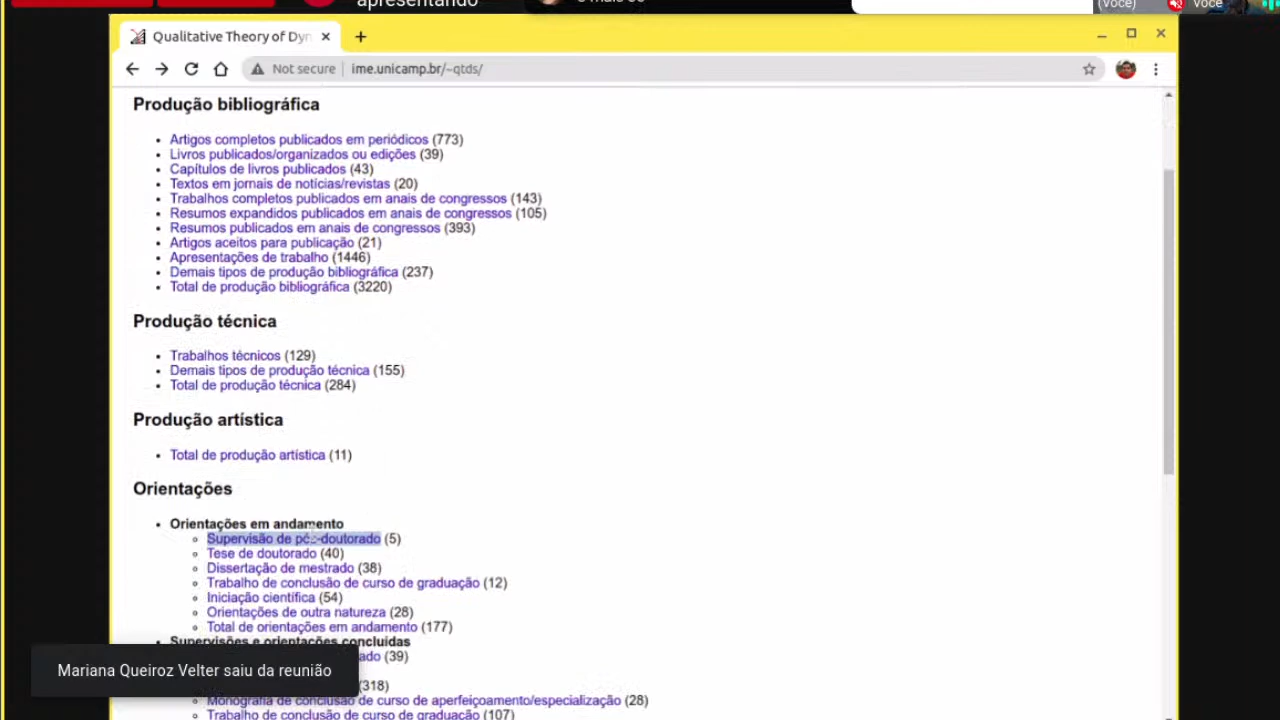 apresentando
(Você)
Você
Qualitative Theory of Dyn
Not secure
ime.unicamp.br/~qtds/
Produção bibliográfica
Artigos completos publicados em periódicos (773)
Livros publicados/organizados ou edições (39)
Capítulos de livros publicados (43)
Textos em jornais de notícias/revistas (20)
Trabalhos completos publicados em anais de congressos (143)
Resumos expandidos publicados em anais de congressos (105)
Resumos publicados em anais de congressos (393)
Artigos aceitos para publicação (21)
Apresentações de trabalho (1446)
Demais tipos de produção bibliográfica (237)
Total de produção bibliográfica (3220)
Produção técnica
Trabalhos técnicos (129)
Demais tipos de produção técnica (155)
Total de produção técnica (284)
Produção artística
Total de produção artística (11)
Orientações
Orientações em andamento
Supervisão de pós-doutorado (5)
Tese de doutorado (40)
Dissertação de mestrado (38)
Trabalho de conclusão de curso de graduação (12)
Iniciação científica (54)
Orientações de outra natureza (28)
Total de orientações em andamento (177)
Supervisões e orientações concluidas
ado (39)
(318)
Monografia de conclusão de curso de aperfeiçoamento/especialização (28)
Trabalho de conclusão de curso de graduação (107)
Mariana Queiroz Velter saiu da reunião